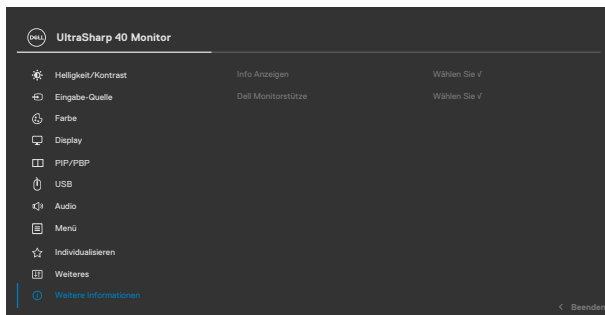 DELL UltraSharp 40 Monitor
Helligkeit/Kontrast Info Anzeigen Wählen Sie √
Eingabe-Quelle Dell Monitorstütze Wählen Sie √
Farbe
Display
PIP/PBP
USB
Audio
Menü
Individualisieren
Weiteres
Weitere Informationen
< Beenden